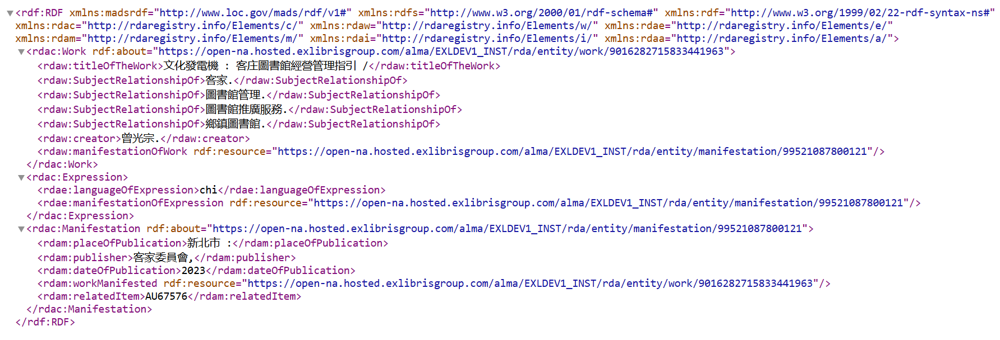 ▼<rdf:RDF xmlns:madsrdf="http://www.loc.gov/mads/rdf/v1#" xmlns:rdfs="http://www.w3.org/2000/01/rdf-schema#" xmlns:rdf="http://www.w3.org/1999/02/22-rdf-syntax-ns#"
xmlns:rdac="http://rdaregistry.info/Elements/c/" xmlns:rdaw="http://rdaregistry.info/Elements/w/" xmlns:rdae="http://rdaregistry.info/Elements/e/"
xmlns:rdam="http://rdaregistry.info/Elements/m/" xmlns:rdai="http://rdaregistry.info/Elements/i/" xmlns:rdaa="http://rdaregistry.info/Elements/a/">
▼<rdac:Work rdf:about="https://open-na.hosted.exlibrisgroup.com/alma/EXLDEV1_INST/rda/entity/work/9016282715833441963">
<rdaw:titleOfTheWork>文化發電機 : 客庄圖書館經營管理指引 /</rdaw:titleOfTheWork>
<rdaw:SubjectRelationshipOf>客家.</rdaw:SubjectRelationshipOf>
<rdaw:SubjectRelationshipOf>圖書館管理.</rdaw:SubjectRelationshipOf>
<rdaw:SubjectRelationshipOf>圖書館推廣服務.</rdaw:SubjectRelationshipOf>
<rdaw:SubjectRelationshipOf>鄉鎮圖書館.</rdaw:SubjectRelationshipOf>
<rdaw:creator>曾光宗.</rdaw:creator>
<rdaw:manifestationOfWork rdf:resource="https://open-na.hosted.exlibrisgroup.com/alma/EXLDEV1_INST/rda/entity/manifestation/99521087800121"/>
</rdac:Work>
▼<rdac:Expression>
<rdae:languageOfExpression>chi</rdae:languageOfExpression>
<rdae:manifestationOfExpression rdf:resource="https://open-na.hosted.exlibrisgroup.com/alma/EXLDEV1_INST/rda/entity/manifestation/99521087800121"/>
</rdac:Expression>
▼<rdac:Manifestation rdf:about="https://open-na.hosted.exlibrisgroup.com/alma/EXLDEV1_INST/rda/entity/manifestation/99521087800121">
<rdam:placeOfPublication>新北市 :</rdam:placeOfPublication>
<rdam:publisher>客家委員會,</rdam:publisher>
<rdam:dateOfPublication>2023</rdam:dateOfPublication>
<rdam:workManifested rdf:resource="https://open-na.hosted.exlibrisgroup.com/alma/EXLDEV1_INST/rda/entity/work/9016282715833441963"/>
<rdam:relatedItem>AU67576</rdam:relatedItem>
</rdac:Manifestation>
</rdf:RDF>